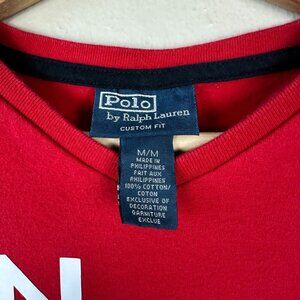 Polo
by Ralph Lauren
CUSTOM FIT
M/M
MADE IN
PHILIPPINES
FAIT AUX
PHILIPPINES
100% COTTON/
COTON
EXCLUSIVE OF
DECORATION
GARNITURE
EXCLUE
N